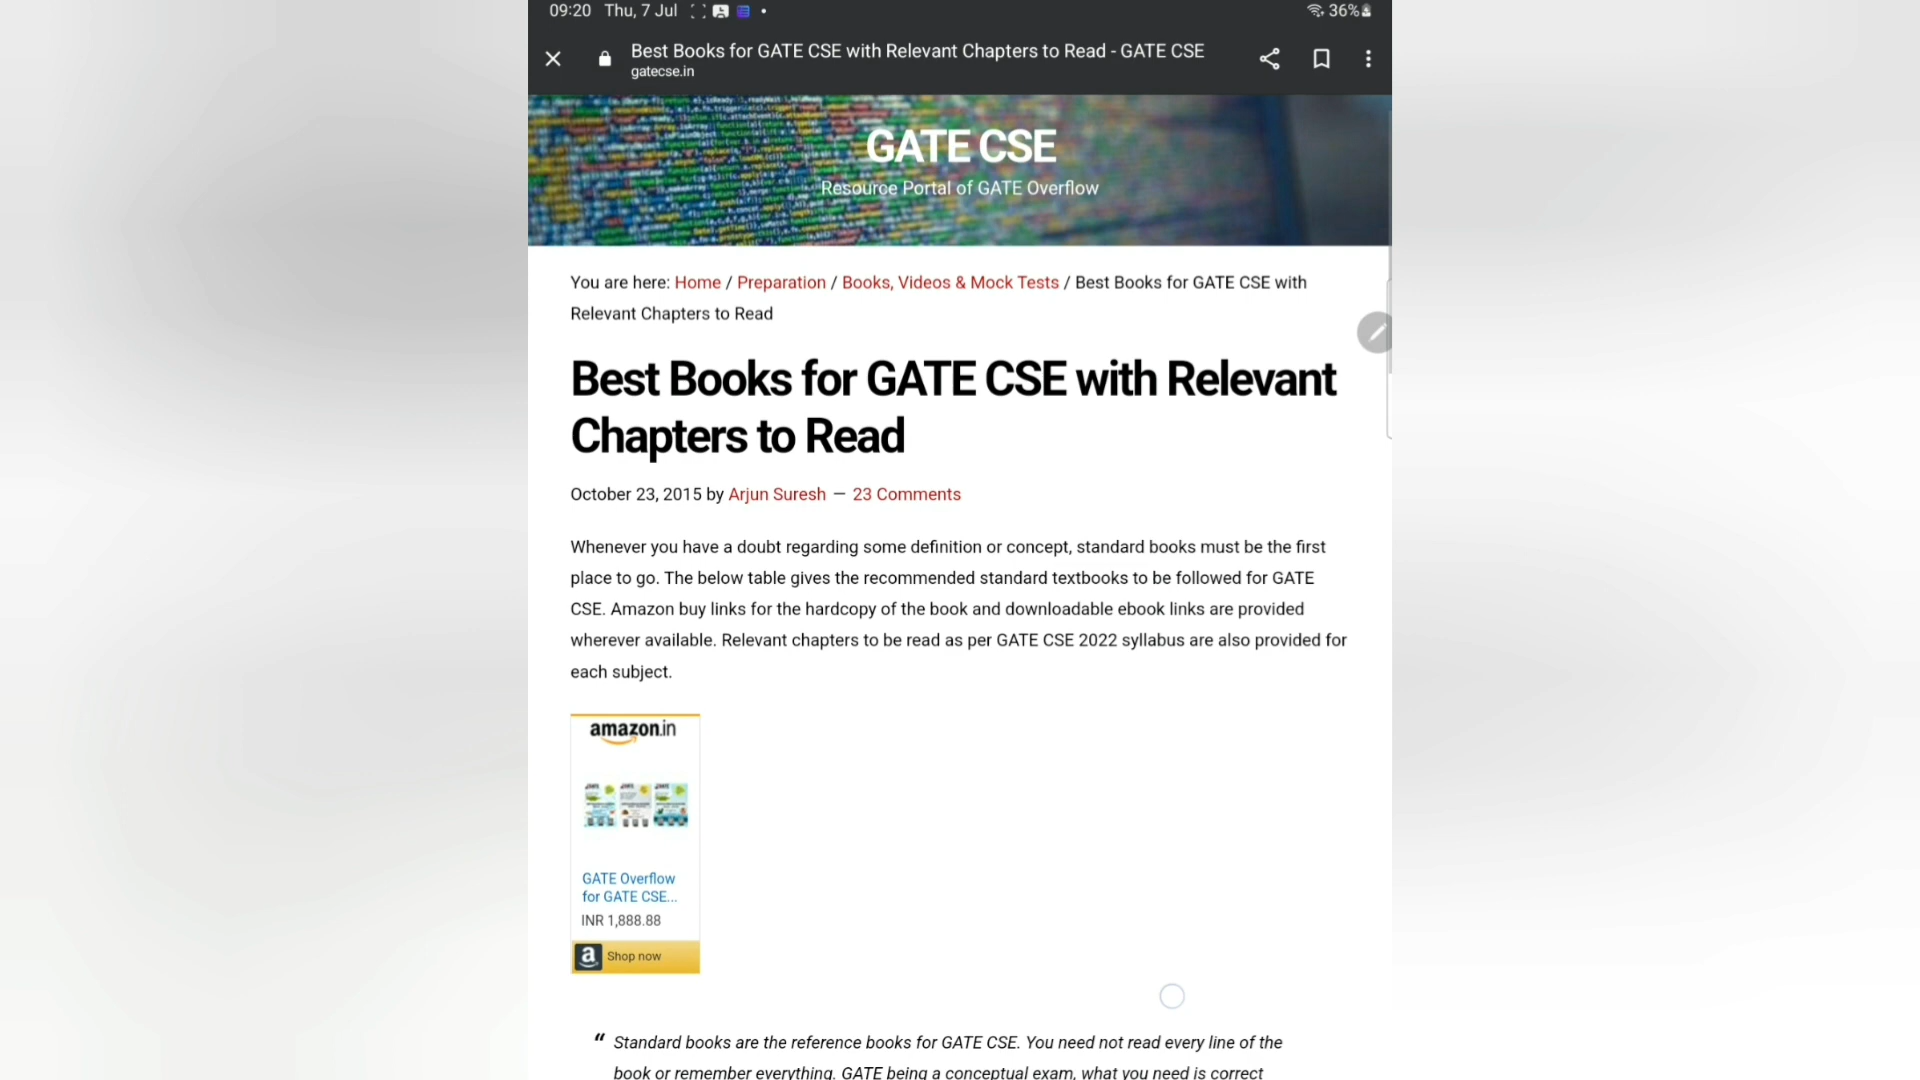 09:20 Thu, 7 Jul
36%
Best Books for GATE CSE with Relevant Chapters to Read - GATE CSE
gatecse.in
GATE CSE
Resource Portal of GATE Overflow
You are here: Home / Preparation / Books, Videos & Mock Tests / Best Books for GATE CSE with
Relevant Chapters to Read
Best Books for GATE CSE with Relevant
Chapters to Read
October 23, 2015 by Arjun Suresh — 23 Comments
Whenever you have a doubt regarding some definition or concept, standard books must be the first
place to go. The below table gives the recommended standard textbooks to be followed for GATE
CSE. Amazon buy links for the hardcopy of the book and downloadable ebook links are provided
wherever available. Relevant chapters to be read as per GATE CSE 2022 syllabus are also provided for
each subject.
amazon.in
GATE Overflow
for GATE CSE...
INR 1,888.88
a Shop now
“ Standard books are the reference books for GATE CSE. You need not read every line of the
book or remember everything. GATE being a conceptual exam, what you need is correct